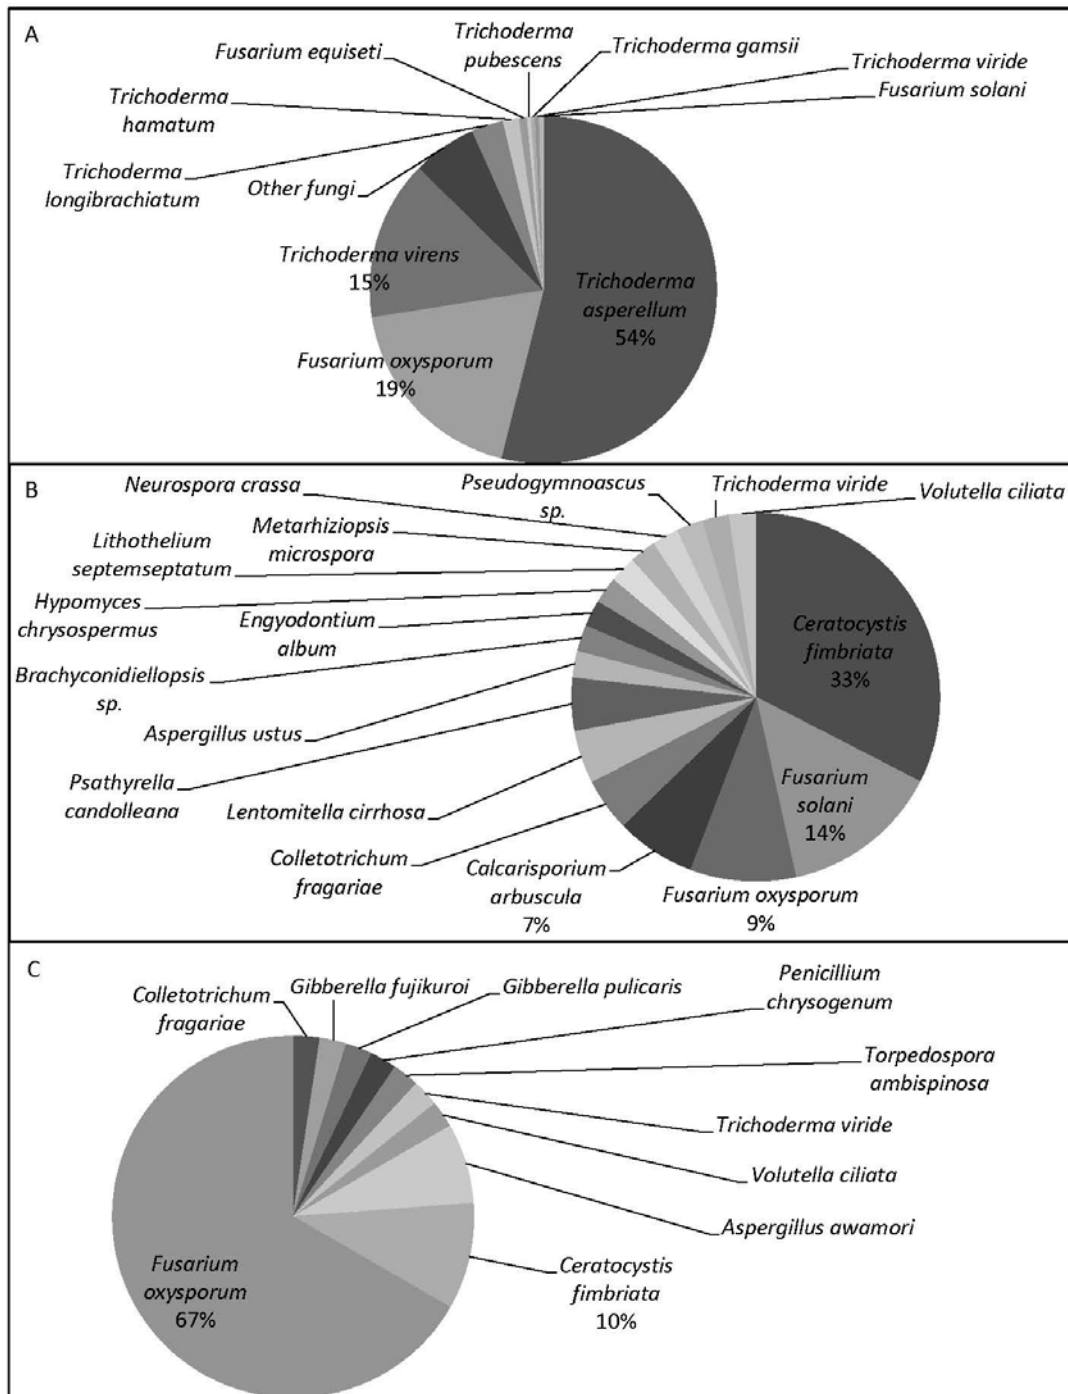 A
Fusarium equiseti
Trichoderma
pubescens
Trichoderma gamsii
Trichoderma viride
Fusarium solani
Trichoderma
hamatum
Trichoderma
longibrachiatum
Other fungi
Trichoderma virens
15%
Trichoderma
asperellum
54%
Fusarium oxysporum
19%
B
Neurospora crassa
Pseudogymnoascus
sp.
Trichoderma viride
Volutella ciliata
Metarhiziopsis
microspora
Lithothelium
septemseptatum
Hypomyces
chrysospermus
Engyodontium
album
Brachyconidiellopsis
sp.
Aspergillus ustus
Psathyrella
candolleana
Lentomitella cirrhosa
Colletotrichum
fragariae
Calcarisporium
arbuscula
7%
Fusarium oxysporum
9%
Fusarium
solani
14%
Ceratocystis
fimbriata
33%
C
Colletotrichum
fragariae
Gibberella fujikuroi
Gibberella pulicaris
Penicillium
chrysogenum
Torpedospora
ambispinosa
Trichoderma viride
Volutella ciliata
Aspergillus awamori
Ceratocystis
fimbriata
10%
Fusarium
oxysporum
67%